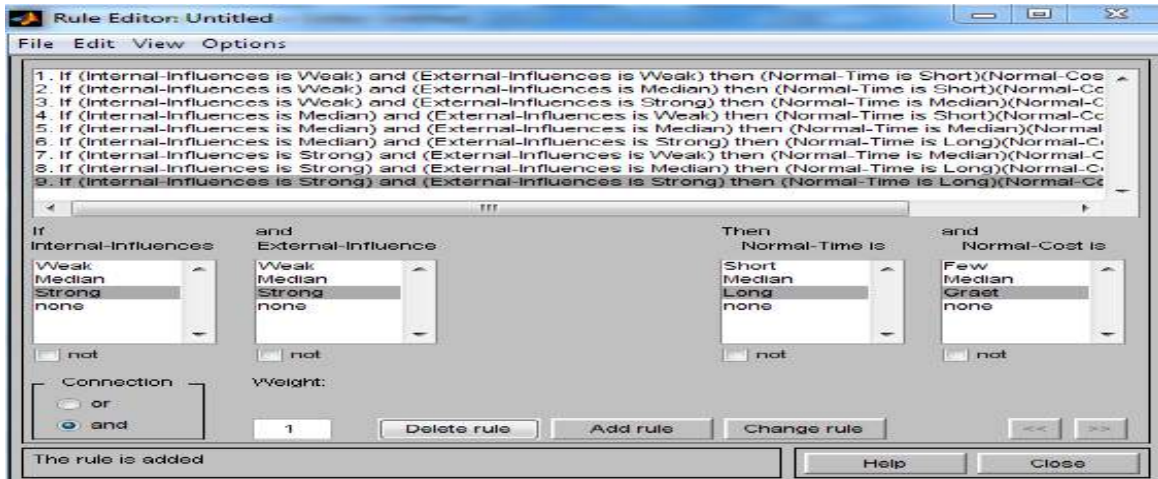 Rule Editor: Untitled
File Edit View Options
1. If (Internal-Influences is Weak) and (External-Influences is Weak) then (Normal-Time is Short)(Normal-Cos
2. If (Internal-Influences is Weak) and (External-Influences is Median) then (Normal-Time is Short)(Normal-Cc
3. If (Internal-Influences is Weak) and (External-Influences is Strong) then (Normal-Time is Median)(Normal-C
4. If (Internal-Influences is Median) and (External-Influences is Weak) then (Normal-Time is Short)(Normal-Cc
5. If (Internal-Influences is Median) and (External-Influences is Median) then (Normal-Time is Median)(Normal
6. If (Internal-Influences is Median) and (External-Influences is Strong) then (Normal-Time is Long)(Normal-C
7. If (Internal-Influences is Strong) and (External-Influences is Weak) then (Normal-Time is Median)(Normal-C
8. If (Internal-Influences is Strong) and (External-Influences is Median) then (Normal-Time is Long)(Normal-C
9. If (Internal-Influences is Strong) and (External-Influences is Strong) then (Normal-Time is Long)(Normal-Cc
If and Then and
Internal-Influences External-Influence Normal-Time is Normal-Cost is
Weak Weak Short Few
Median Median Median Median
Strong Strong Long Graet
none none none none
not not not not
Connection Weight:
or
and 1 Delete rule Add rule Change rule << >>
The rule is added Help Close